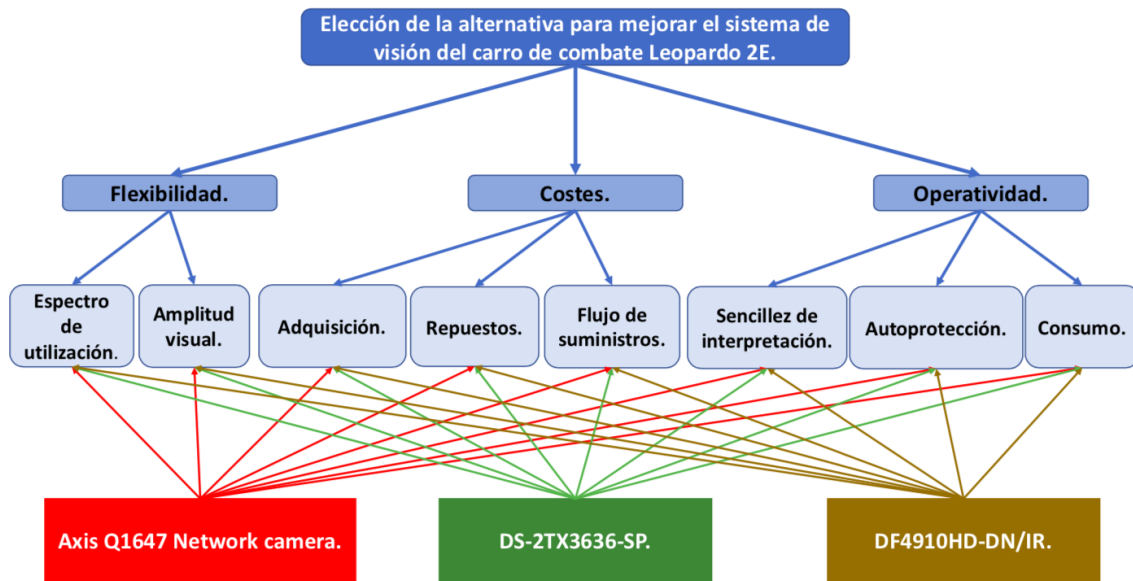 Elección de la alternativa para mejorar el sistema de
visión del carro de combate Leopardo 2E.
Flexibilidad.
Costes.
Operatividad.
Espectro
de
utilización.
Amplitud
visual.
Adquisición.
Repuestos.
Flujo de
suministros.
Sencillez de
interpretación.
Autoprotección.
Consumo.
Axis Q1647 Network camera.
DS-2TX3636-SP.
DF4910HD-DN/IR.